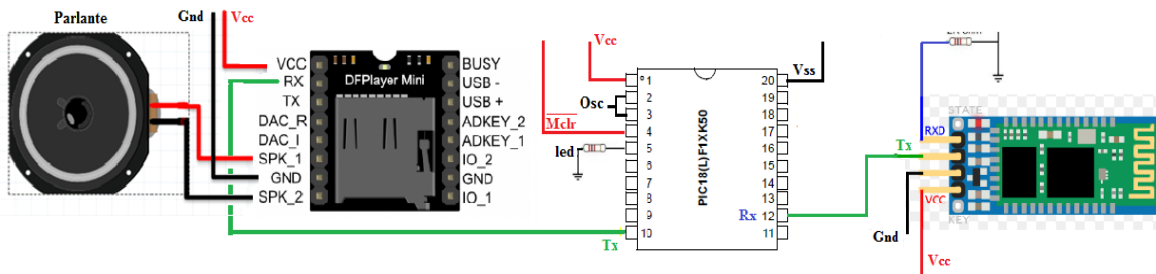 Parlante
Gnd
Vcc
VCC
RX
TX
DAC_R
DAC_I
SPK_1
GND
SPK_2
DFPlayer Mini
BUSY
USB -
USB +
ADKEY_2
ADKEY_1
IO_2
GND
IO_1
Vcc
Osc
Mclr
led
Tx
1
2
3
4
5
6
7
8
9
10
PIC18(L)F1XK50
20
19
18
17
16
15
14
13
12
11
Vss
Rx
Tx
STATE
RXD
VCC
KEY
Gnd
Vcc